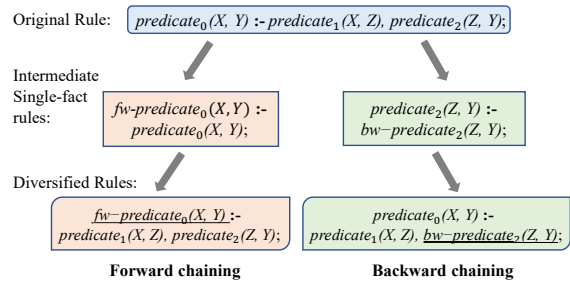 Original Rule:
predicate₀(X, Y) :- predicate₁(X, Z), predicate₂(Z, Y);
Intermediate
Single-fact
rules:
fw-predicate₀(X,Y) :-
predicate₀(X, Y);
predicate₂(Z, Y) :-
bw−predicate₂(Z, Y);
Diversified Rules:
fw−predicate₀(X, Y) :-
predicate₁(X, Z), predicate₂(Z, Y);
predicate₀(X, Y) :-
predicate₁(X, Z), bw−predicate₂(Z, Y);
Forward chaining
Backward chaining